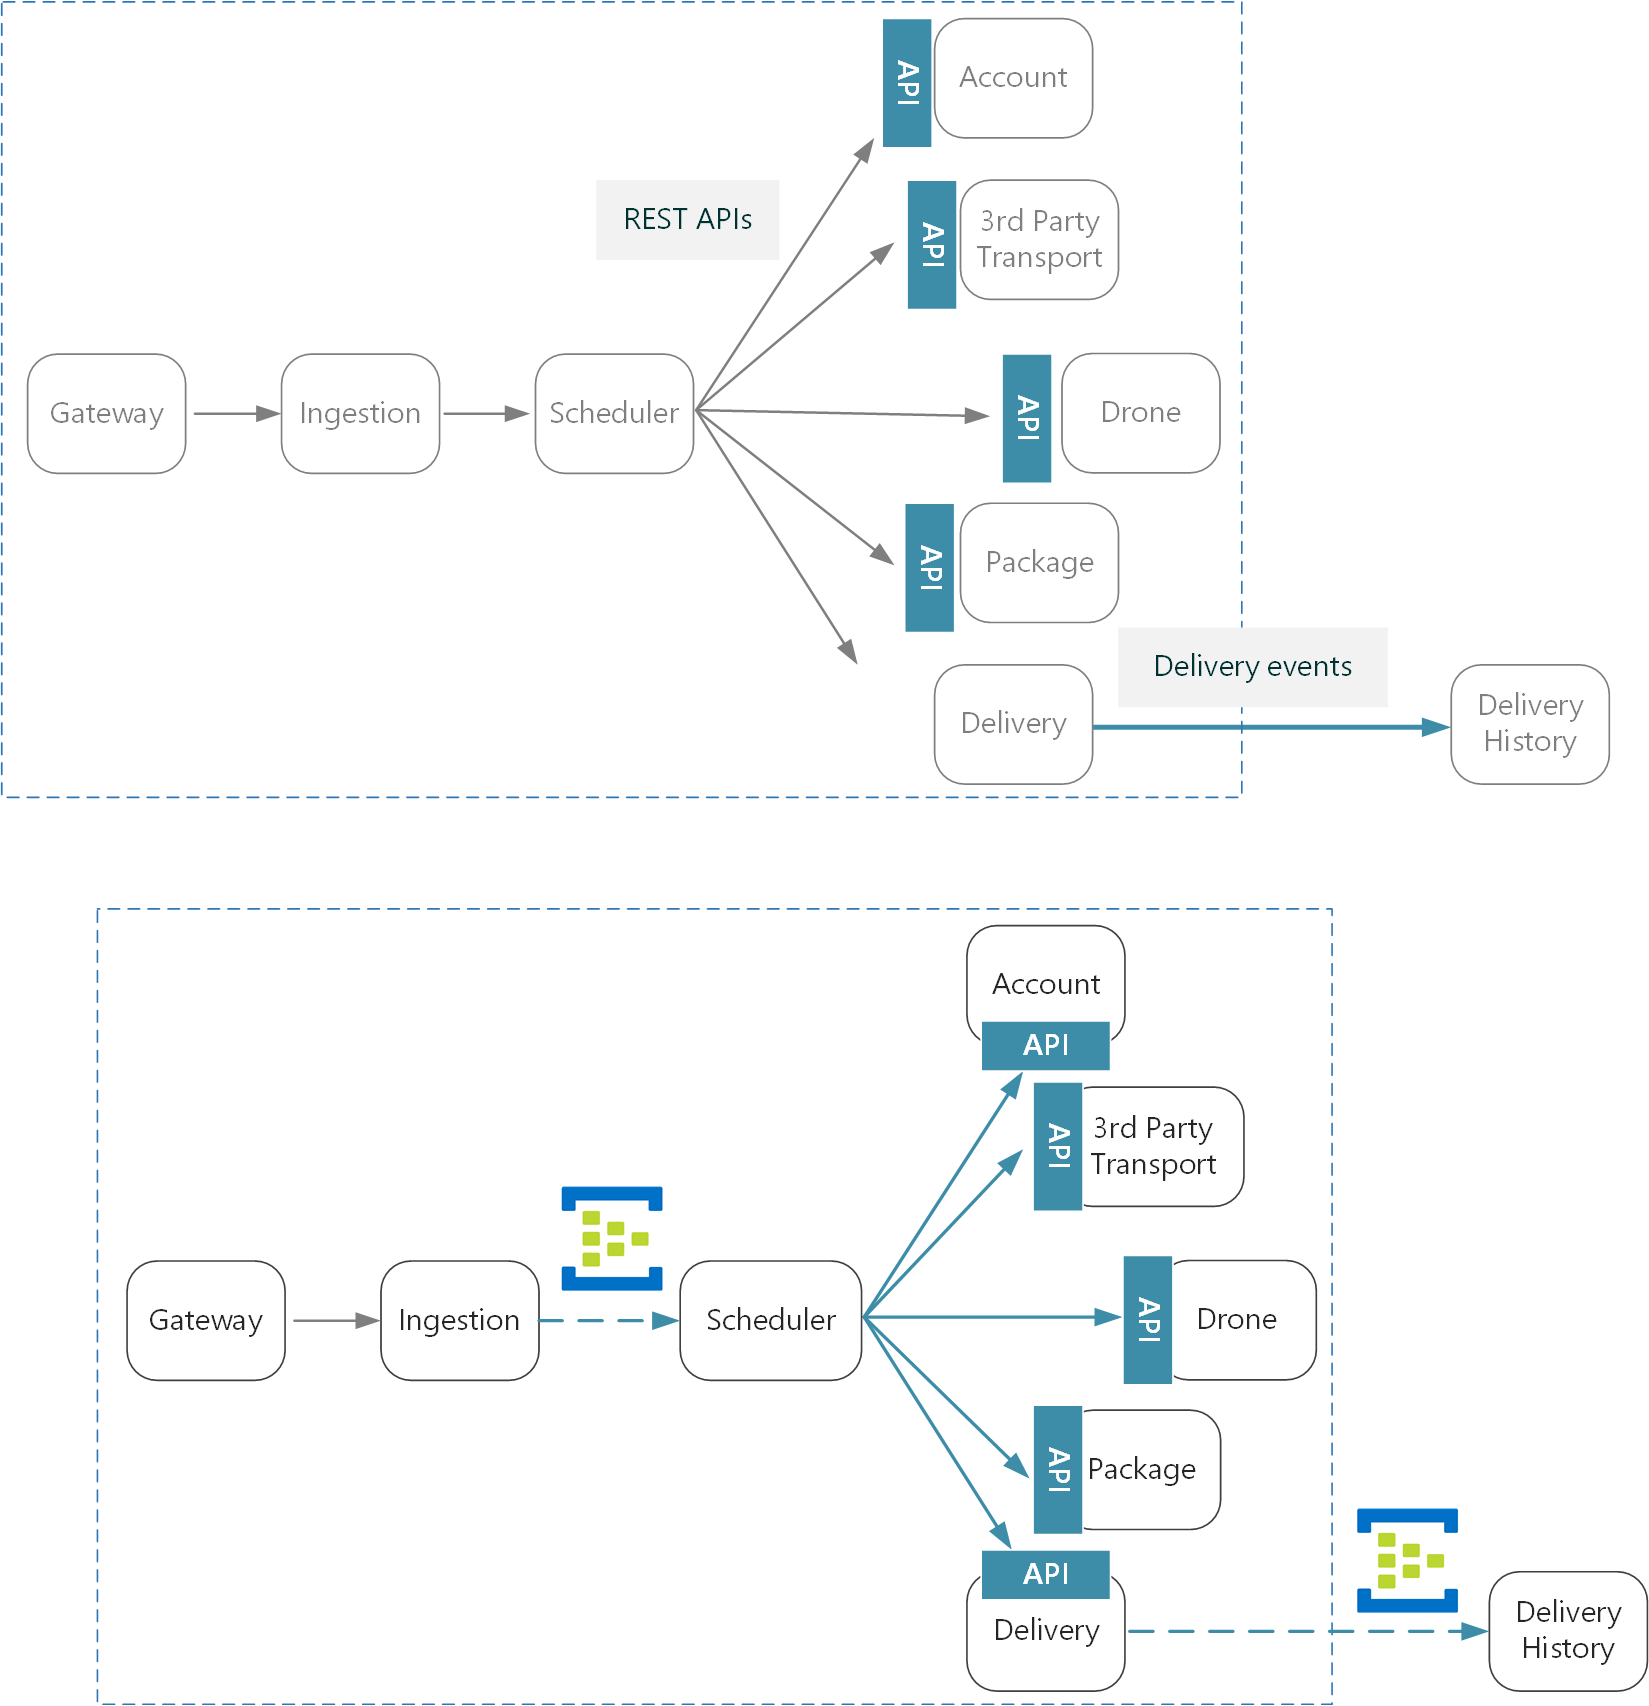 API
Account
REST APIs
API
3rd Party
Transport
Gateway
Ingestion
Scheduler
API
Drone
API
Package
Delivery events
Delivery
Delivery
History
Account
API
API
3rd Party
Transport
Gateway
Ingestion
Scheduler
API
Drone
API
Package
API
Delivery
Delivery
History